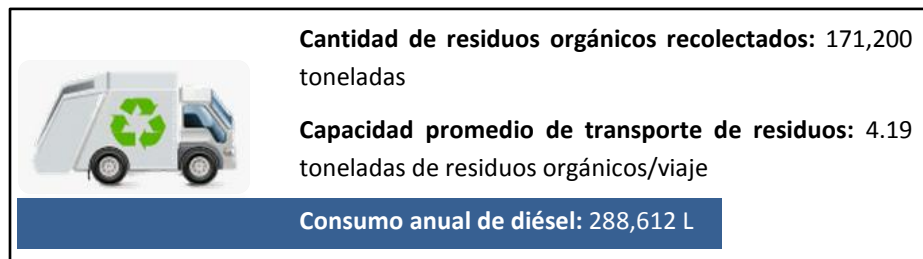 Cantidad de residuos orgánicos recolectados: 171,200
toneladas
Capacidad promedio de transporte de residuos: 4.19
toneladas de residuos orgánicos/viaje
Consumo anual de diésel: 288,612 L